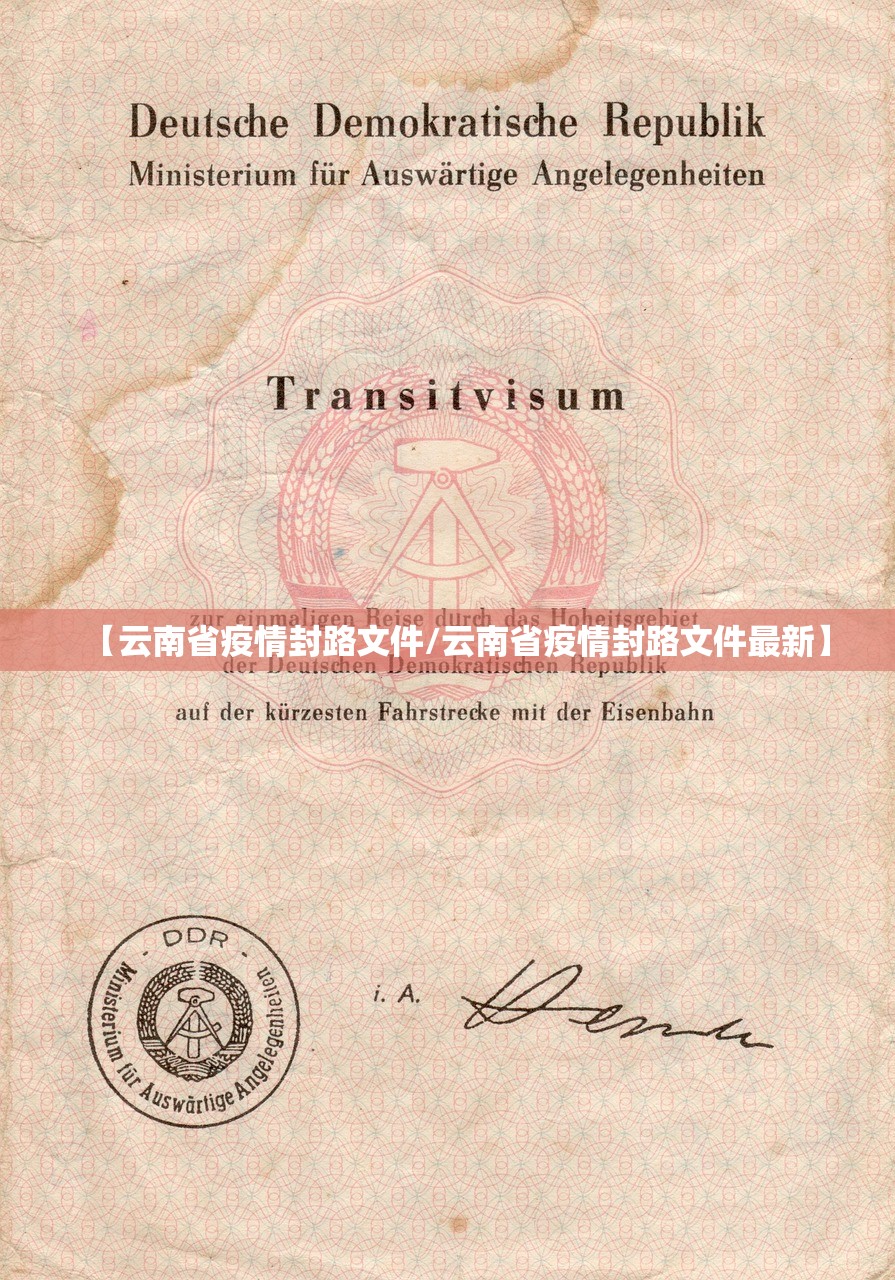 Deutsche Demokratische Republik
Ministerium für Auswärtige Angelegenheiten
Transitvisum
zur einmaligen Reise durch das Hoheitsgebiet
【云南省疫情封路文件/云南省疫情封路文件最新】
der Deutschen Demokratischen Republik
auf der kürzesten Fahrstrecke mit der Eisenbahn
- DDR -
Ministerium für Auswärtige Angelegenheiten
i. A.